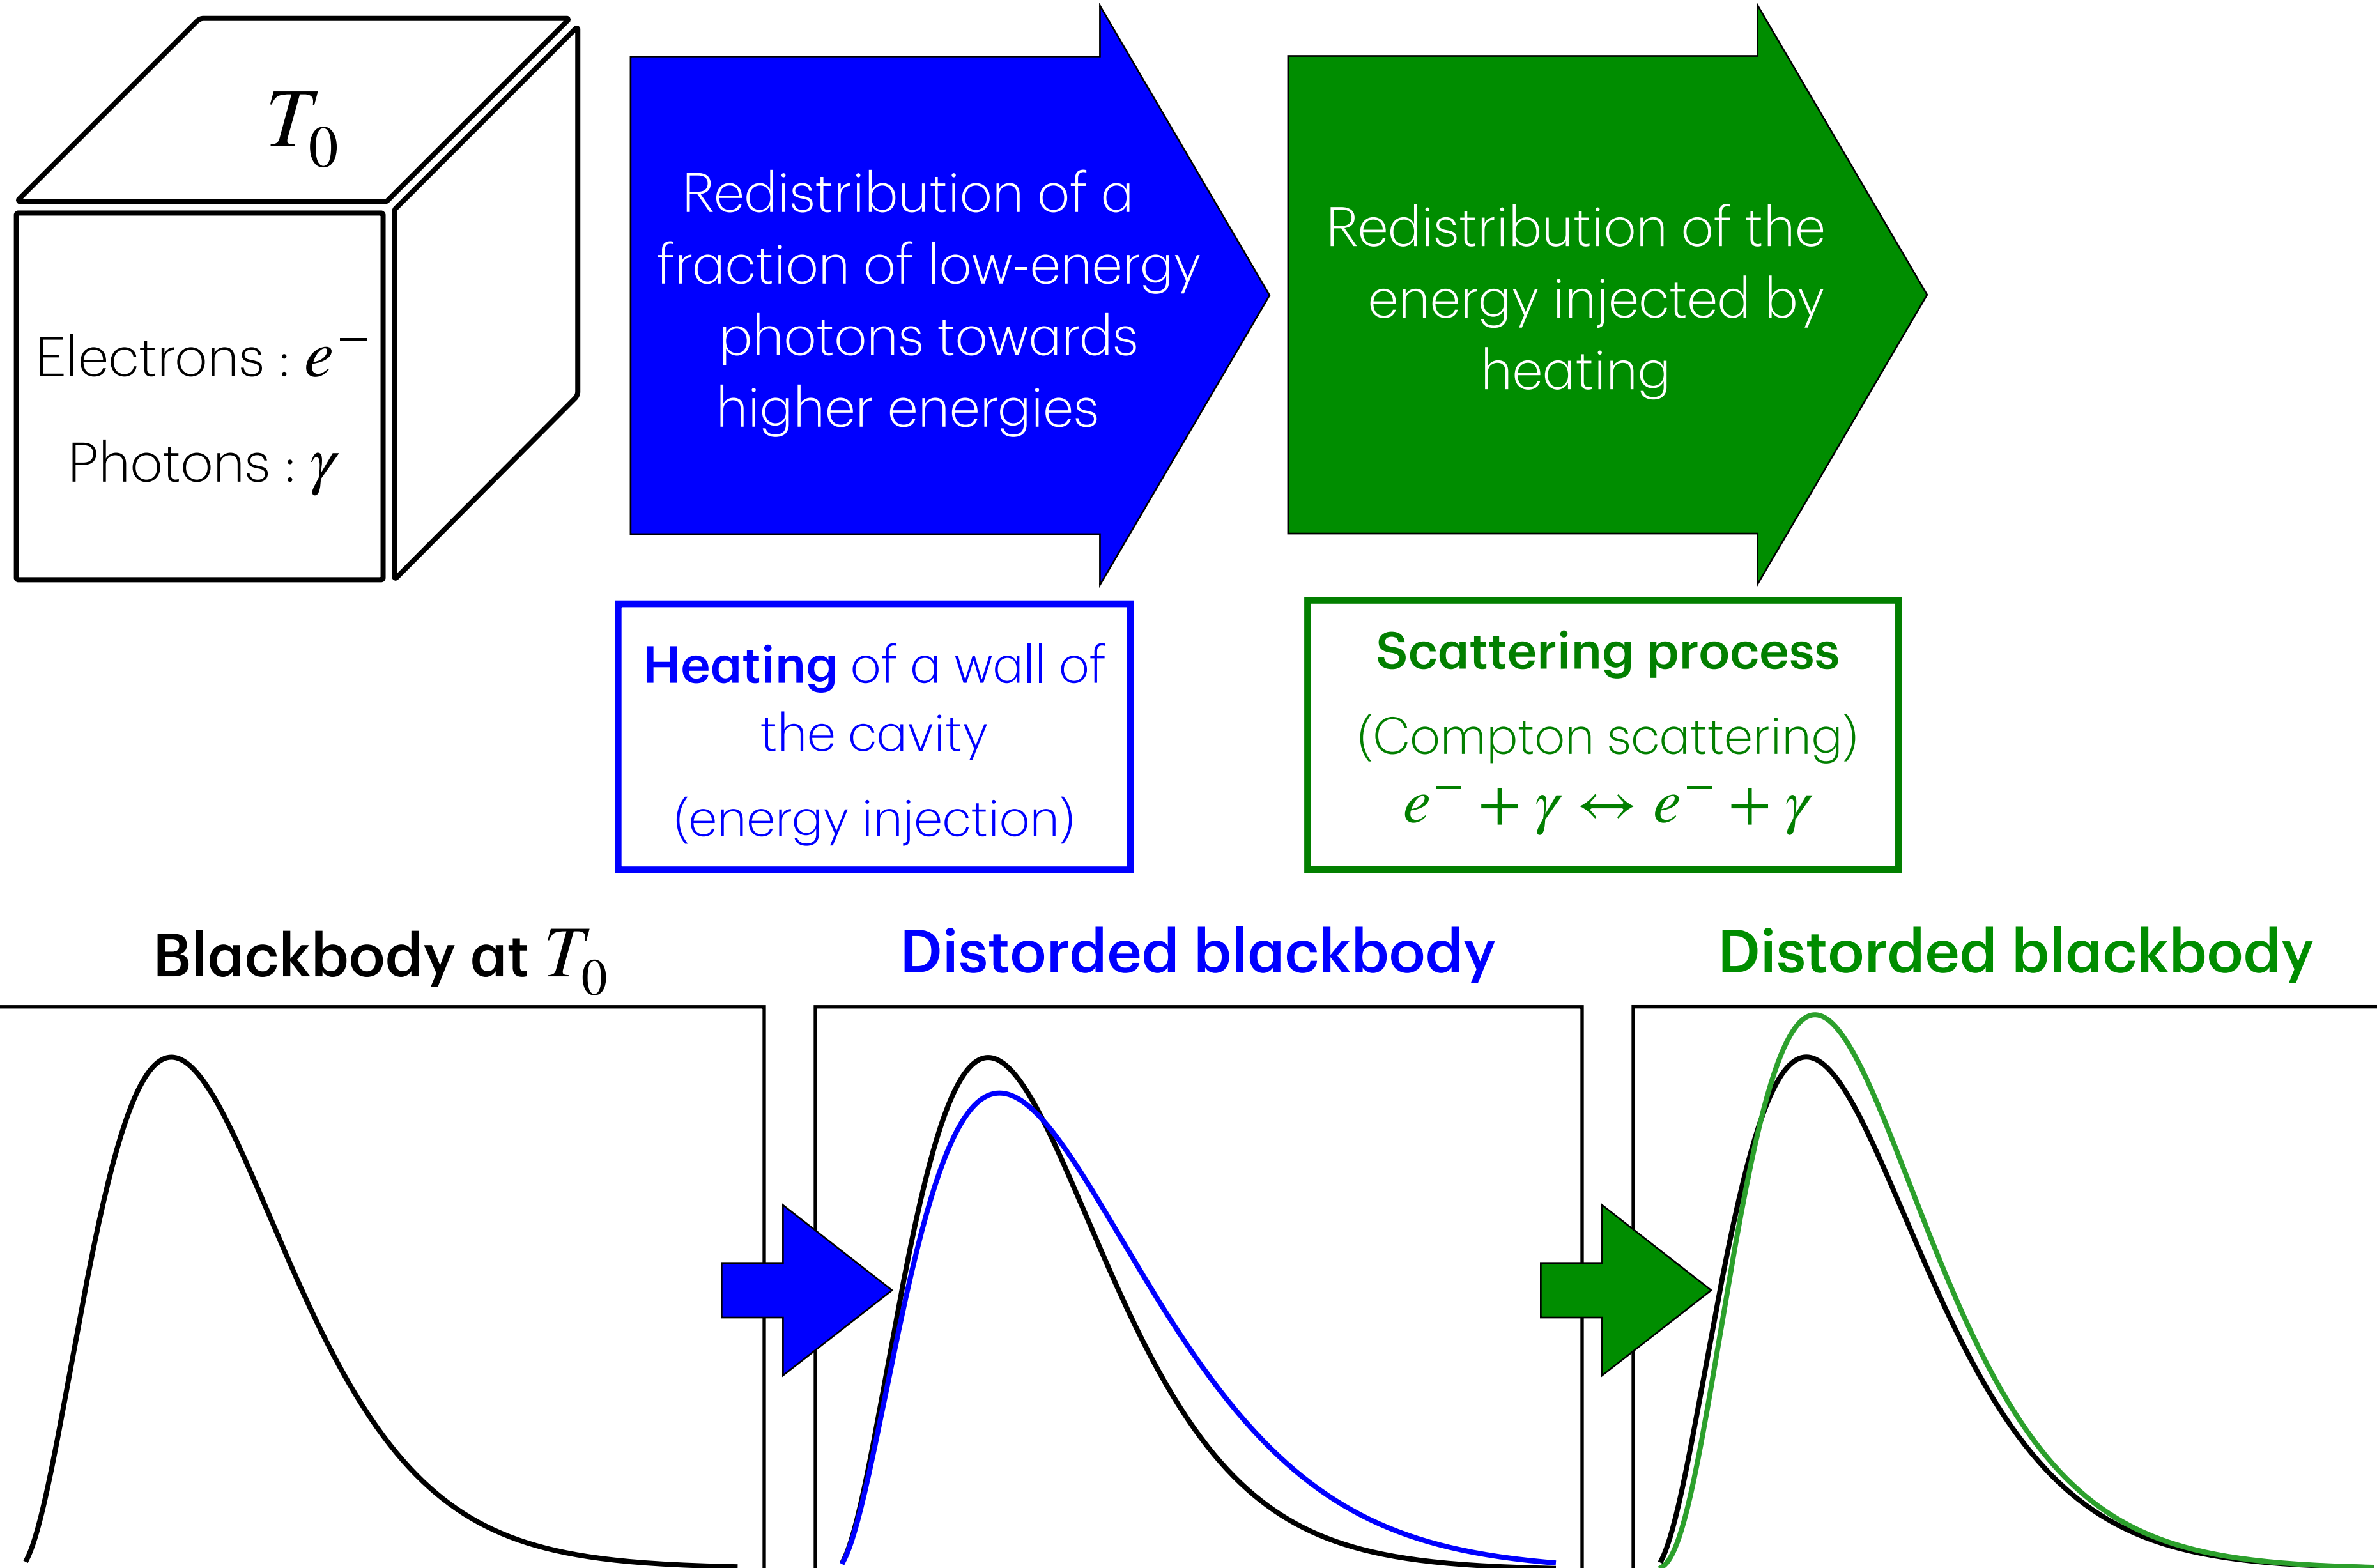 T₀
Electrons : e⁻
Photons : γ
Redistribution of a
fraction of low-energy
photons towards
higher energies
Redistribution of the
energy injected by
heating
Heating of a wall of
the cavity
(energy injection)
Scattering process
(Compton scattering)
e⁻ + γ ↔ e⁻ + γ
Blackbody at T₀
Distorded blackbody
Distorded blackbody